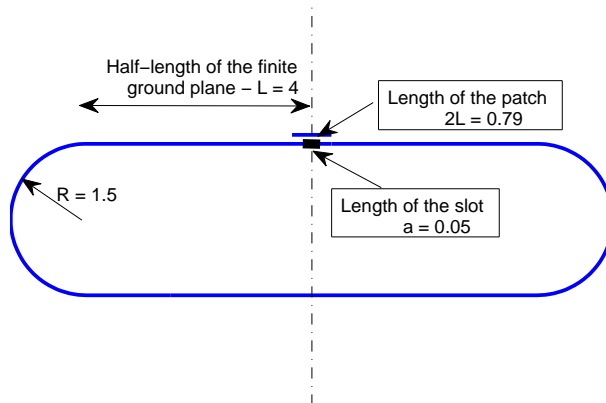 Half−length of the finite
ground plane − L = 4
Length of the patch
2L = 0.79
R = 1.5
Length of the slot
a = 0.05